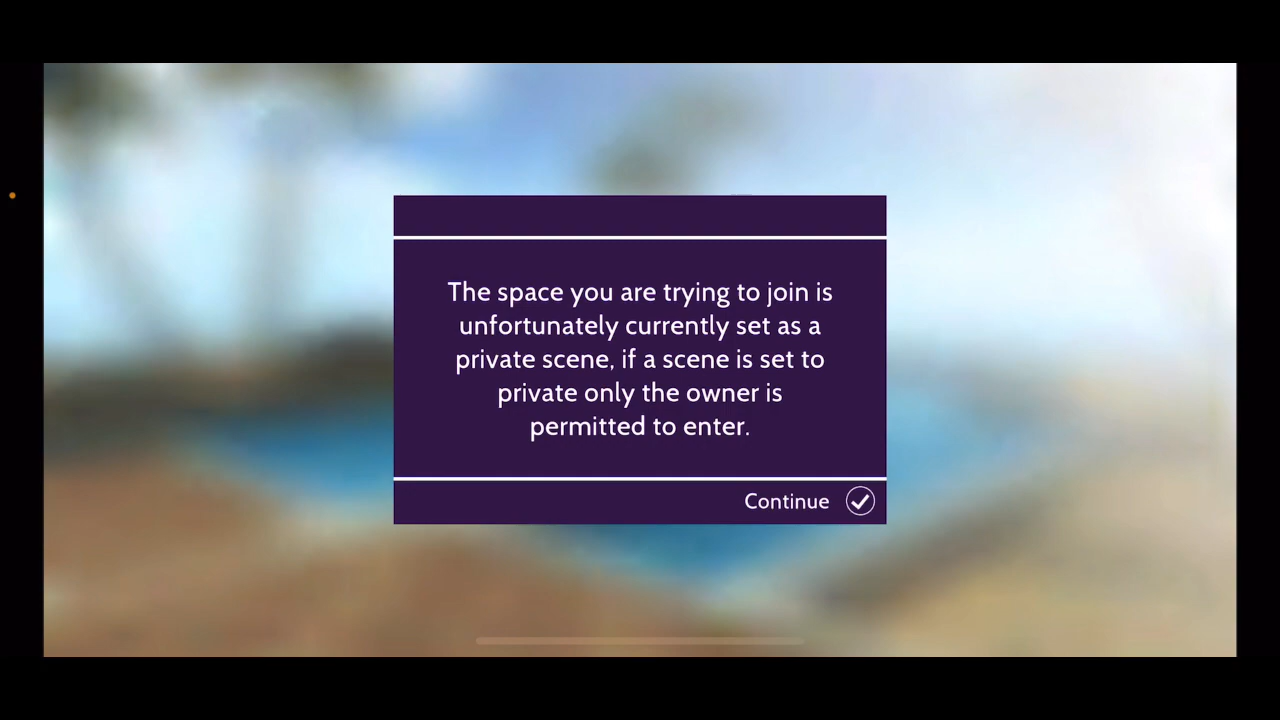 The space you are trying to join is
unfortunately currently set as a
private scene, if a scene is set to
private only the owner is
permitted to enter.
Continue